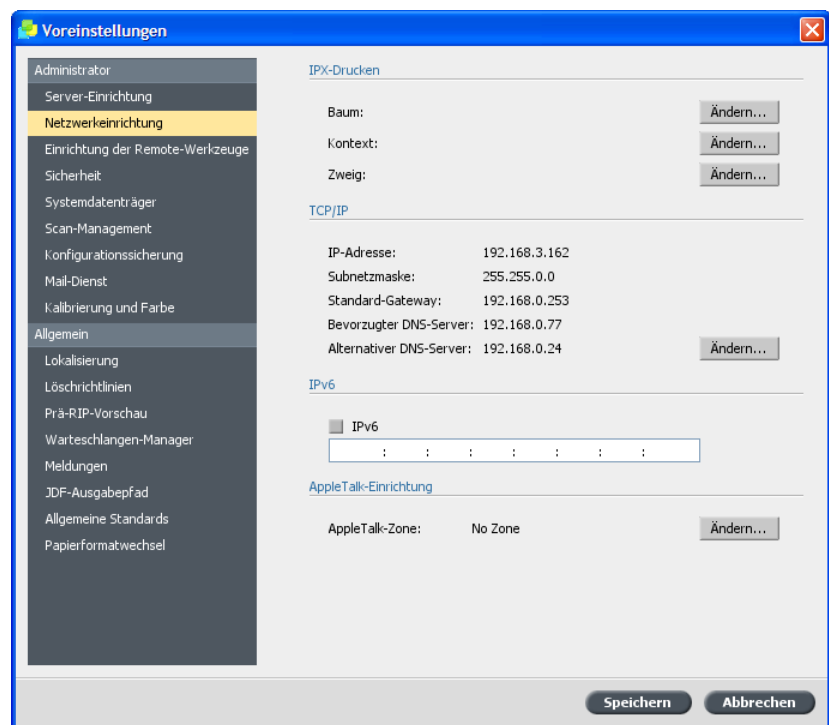 Voreinstellungen
Administrator
Server-Einrichtung
Netzwerkeinrichtung
Einrichtung der Remote-Werkzeuge
Sicherheit
Systemdatenträger
Scan-Management
Konfigurationssicherung
Mail-Dienst
Kalibrierung und Farbe
Allgemein
Lokalisierung
Löschrichtlinien
Prä-RIP-Vorschau
Warteschlangen-Manager
Meldungen
JDF-Ausgabepfad
Allgemeine Standards
Papierformatwechsel
IPX-Drucken
Baum: Ändern...
Kontext: Ändern...
Zweig: Ändern...
TCP/IP
IP-Adresse: 192.168.3.162
Subnetzmaske: 255.255.0.0
Standard-Gateway: 192.168.0.253
Bevorzugter DNS-Server: 192.168.0.77
Alternativer DNS-Server: 192.168.0.24 Ändern...
IPv6
IPv6
: : : : : : :
AppleTalk-Einrichtung
AppleTalk-Zone: No Zone Ändern...
Speichern Abbrechen